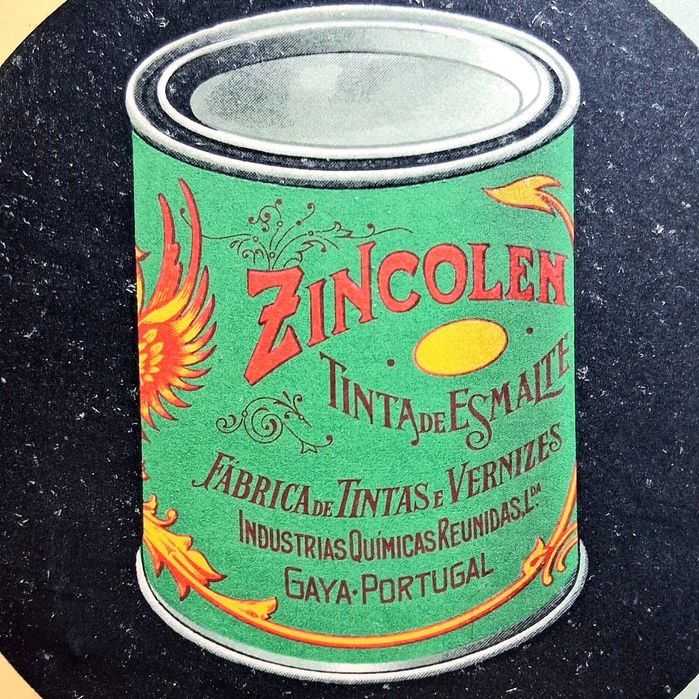 ZINCOLEN
TINTA DE ESMALTE
FÁBRICA DE TINTAS E VERNIZES
INDUSTRIAS QUÍMICAS REUNIDAS, L.DA
GAYA · PORTUGAL